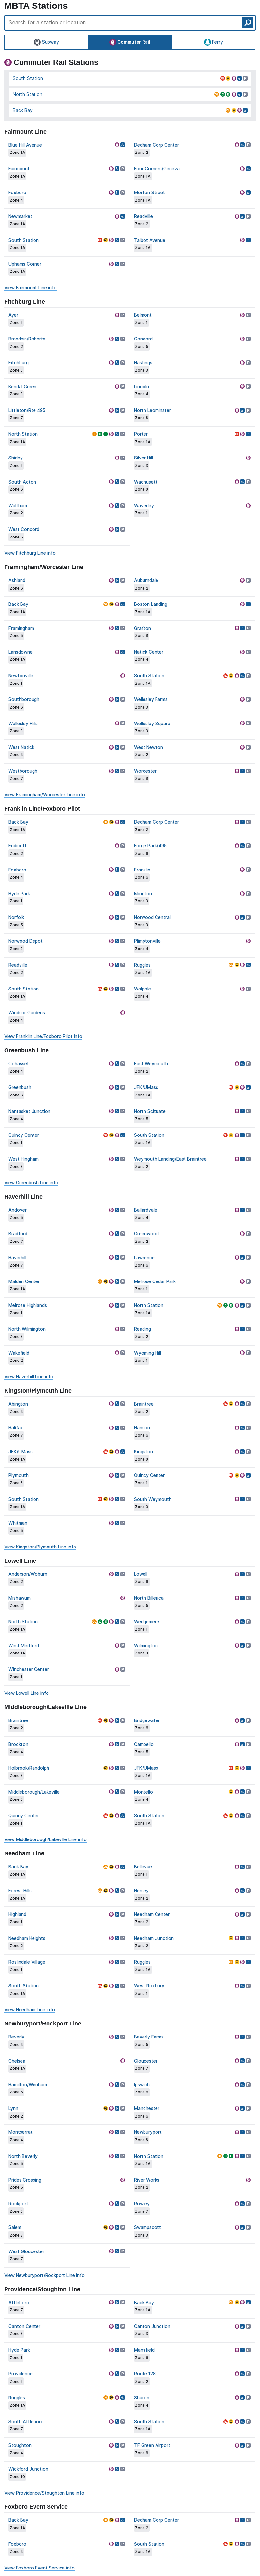 MBTA Stations
Search for a station or location
Subway
Commuter Rail
Ferry
Commuter Rail Stations
South Station
North Station
Back Bay
Fairmount Line
Blue Hill Avenue
Zone 1A
Dedham Corp Center
Zone 2
Fairmount
Zone 1A
Four Corners/Geneva
Zone 1A
Foxboro
Zone 4
Morton Street
Zone 1A
Newmarket
Zone 1A
Readville
Zone 2
South Station
Zone 1A
Talbot Avenue
Zone 1A
Uphams Corner
Zone 1A
View Fairmount Line info
Fitchburg Line
Ayer
Zone 8
Belmont
Zone 1
Brandeis/Roberts
Zone 2
Concord
Zone 5
Fitchburg
Zone 8
Hastings
Zone 3
Kendal Green
Zone 3
Lincoln
Zone 4
Littleton/Rte 495
Zone 7
North Leominster
Zone 8
North Station
Zone 1A
Porter
Zone 1A
Shirley
Zone 8
Silver Hill
Zone 3
South Acton
Zone 6
Wachusett
Zone 8
Waltham
Zone 2
Waverley
Zone 1
West Concord
Zone 5
View Fitchburg Line info
Framingham/Worcester Line
Ashland
Zone 6
Auburndale
Zone 2
Back Bay
Zone 1A
Boston Landing
Zone 1A
Framingham
Zone 5
Grafton
Zone 8
Lansdowne
Zone 1A
Natick Center
Zone 4
Newtonville
Zone 1
South Station
Zone 1A
Southborough
Zone 6
Wellesley Farms
Zone 3
Wellesley Hills
Zone 3
Wellesley Square
Zone 3
West Natick
Zone 4
West Newton
Zone 2
Westborough
Zone 7
Worcester
Zone 8
View Framingham/Worcester Line info
Franklin Line/Foxboro Pilot
Back Bay
Zone 1A
Dedham Corp Center
Zone 2
Endicott
Zone 2
Forge Park/495
Zone 6
Foxboro
Zone 4
Franklin
Zone 6
Hyde Park
Zone 1
Islington
Zone 3
Norfolk
Zone 5
Norwood Central
Zone 3
Norwood Depot
Zone 3
Plimptonville
Zone 4
Readville
Zone 2
Ruggles
Zone 1A
South Station
Zone 1A
Walpole
Zone 4
Windsor Gardens
Zone 4
View Franklin Line/Foxboro Pilot info
Greenbush Line
Cohasset
Zone 4
East Weymouth
Zone 2
Greenbush
Zone 6
JFK/UMass
Zone 1A
Nantasket Junction
Zone 4
North Scituate
Zone 5
Quincy Center
Zone 1
South Station
Zone 1A
West Hingham
Zone 3
Weymouth Landing/East Braintree
Zone 2
View Greenbush Line info
Haverhill Line
Andover
Zone 5
Ballardvale
Zone 4
Bradford
Zone 7
Greenwood
Zone 2
Haverhill
Zone 7
Lawrence
Zone 6
Malden Center
Zone 1A
Melrose Cedar Park
Zone 1
Melrose Highlands
Zone 1
North Station
Zone 1A
North Wilmington
Zone 3
Reading
Zone 2
Wakefield
Zone 2
Wyoming Hill
Zone 1
View Haverhill Line info
Kingston/Plymouth Line
Abington
Zone 4
Braintree
Zone 2
Halifax
Zone 7
Hanson
Zone 6
JFK/UMass
Zone 1A
Kingston
Zone 8
Plymouth
Zone 8
Quincy Center
Zone 1
South Station
Zone 1A
South Weymouth
Zone 3
Whitman
Zone 5
View Kingston/Plymouth Line info
Lowell Line
Anderson/Woburn
Zone 2
Lowell
Zone 6
Mishawum
Zone 2
North Billerica
Zone 5
North Station
Zone 1A
Wedgemere
Zone 1
West Medford
Zone 1A
Wilmington
Zone 3
Winchester Center
Zone 1
View Lowell Line info
Middleborough/Lakeville Line
Braintree
Zone 2
Bridgewater
Zone 6
Brockton
Zone 4
Campello
Zone 5
Holbrook/Randolph
Zone 3
JFK/UMass
Zone 1A
Middleborough/Lakeville
Zone 8
Montello
Zone 4
Quincy Center
Zone 1
South Station
Zone 1A
View Middleborough/Lakeville Line info
Needham Line
Back Bay
Zone 1A
Bellevue
Zone 1
Forest Hills
Zone 1A
Hersey
Zone 2
Highland
Zone 1
Needham Center
Zone 2
Needham Heights
Zone 2
Needham Junction
Zone 2
Roslindale Village
Zone 1
Ruggles
Zone 1A
South Station
Zone 1A
West Roxbury
Zone 1
View Needham Line info
Newburyport/Rockport Line
Beverly
Zone 4
Beverly Farms
Zone 5
Chelsea
Zone 1A
Gloucester
Zone 7
Hamilton/Wenham
Zone 5
Ipswich
Zone 6
Lynn
Zone 2
Manchester
Zone 6
Montserrat
Zone 4
Newburyport
Zone 8
North Beverly
Zone 5
North Station
Zone 1A
Prides Crossing
Zone 5
River Works
Zone 2
Rockport
Zone 8
Rowley
Zone 7
Salem
Zone 3
Swampscott
Zone 3
West Gloucester
Zone 7
View Newburyport/Rockport Line info
Providence/Stoughton Line
Attleboro
Zone 7
Back Bay
Zone 1A
Canton Center
Zone 3
Canton Junction
Zone 3
Hyde Park
Zone 1
Mansfield
Zone 6
Providence
Zone 8
Route 128
Zone 2
Ruggles
Zone 1A
Sharon
Zone 4
South Attleboro
Zone 7
South Station
Zone 1A
Stoughton
Zone 4
TF Green Airport
Zone 9
Wickford Junction
Zone 10
View Providence/Stoughton Line info
Foxboro Event Service
Back Bay
Zone 1A
Dedham Corp Center
Zone 2
Foxboro
Zone 4
South Station
Zone 1A
View Foxboro Event Service info